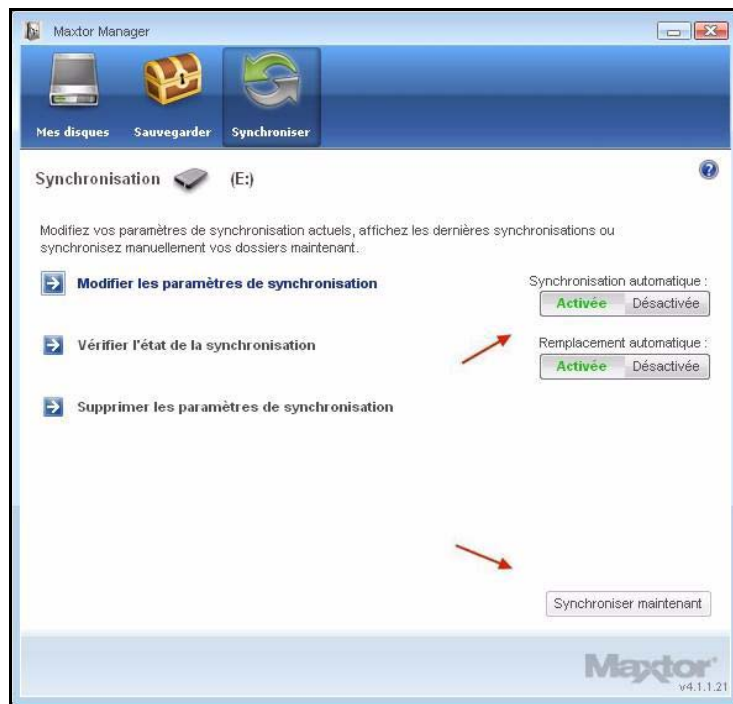 Maxtor Manager
Mes disques
Sauvegarder
Synchroniser
Synchronisation (E:)
Modifiez vos paramètres de synchronisation actuels, affichez les dernières synchronisations ou
synchronisez manuellement vos dossiers maintenant.
Modifier les paramètres de synchronisation
Synchronisation automatique :
Activée Désactivée
Vérifier l'état de la synchronisation
Remplacement automatique :
Activée Désactivée
Supprimer les paramètres de synchronisation
Synchroniser maintenant
Maxtor
v4.1.1.21